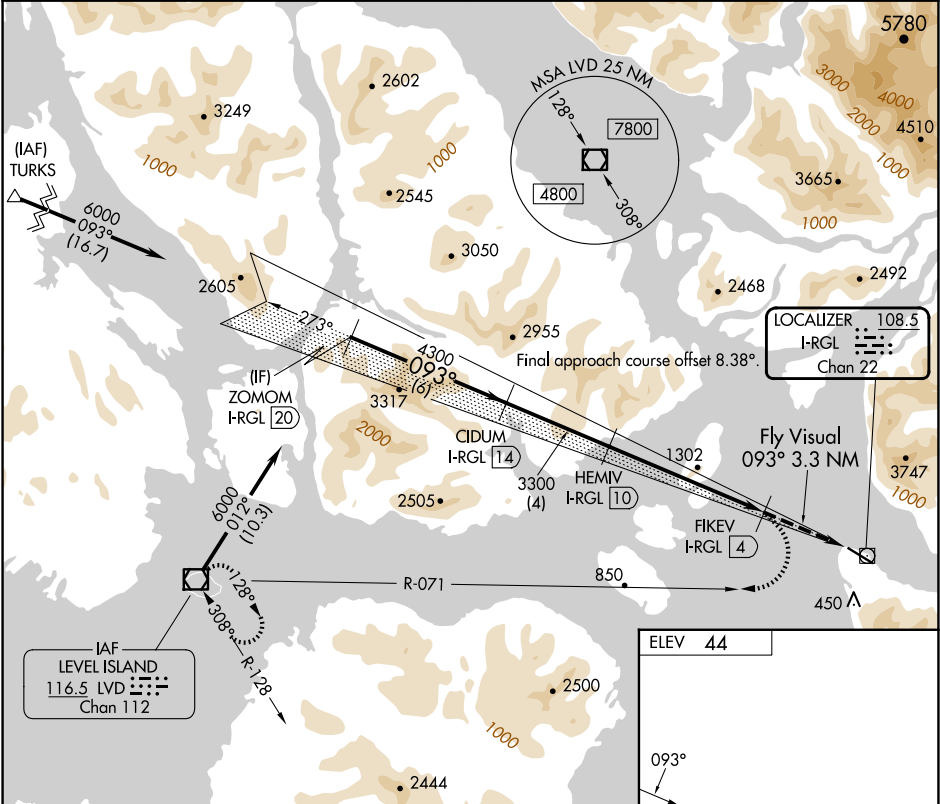 5780
MSA LVD 25 NM
128°
7800
4800
308°
2602
3249
1000
1000
2545
3000
4000
2000
4510
1000
3665
1000
(IAF)
TURKS
6000
093°
(16.7)
3050
2605
2468
2492
273°
2955
4300
093°
(6)
Final approach course offset 8.38°.
LOCALIZER 108.5
I-RGL
Chan 22
(IF)
ZOMOM
I-RGL 20
3317
2000
CIDUM
I-RGL 14
3300
(4)
HEMIV
I-RGL 10
1302
Fly Visual
093° 3.3 NM
3747
1000
2505
FIKEV
I-RGL 4
6000
012°
(10.3)
128°
308°
R-071
850
450
R-128
IAF
LEVEL ISLAND
116.5 LVD
Chan 112
2500
1000
2444
ELEV 44
093°